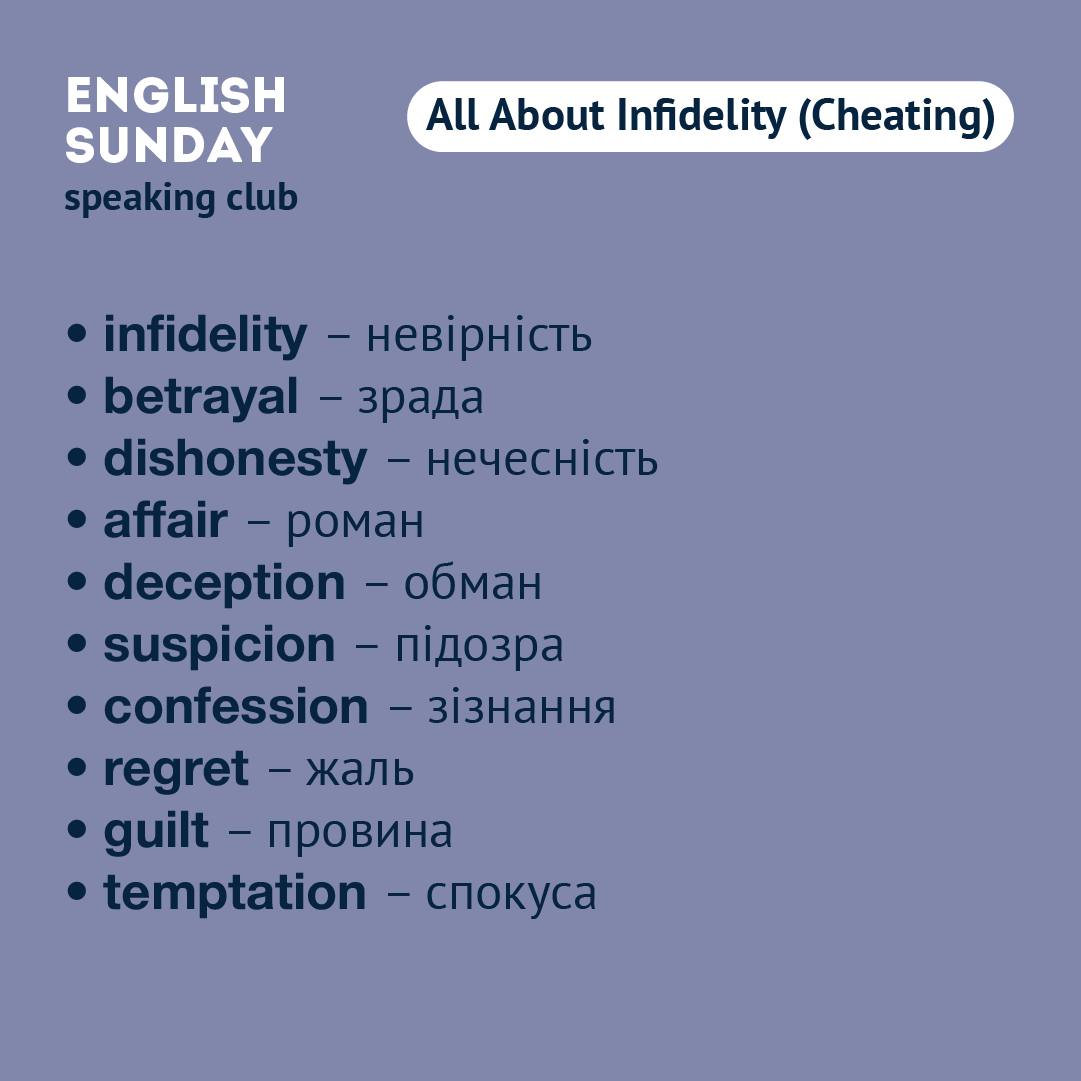 ENGLISH
SUNDAY
speaking club
All About Infidelity (Cheating)
• infidelity – невірність
• betrayal – зрада
• dishonesty – нечесність
• affair – роман
• deception – обман
• suspicion – підозра
• confession – зізнання
• regret – жаль
• guilt – провина
• temptation – спокуса